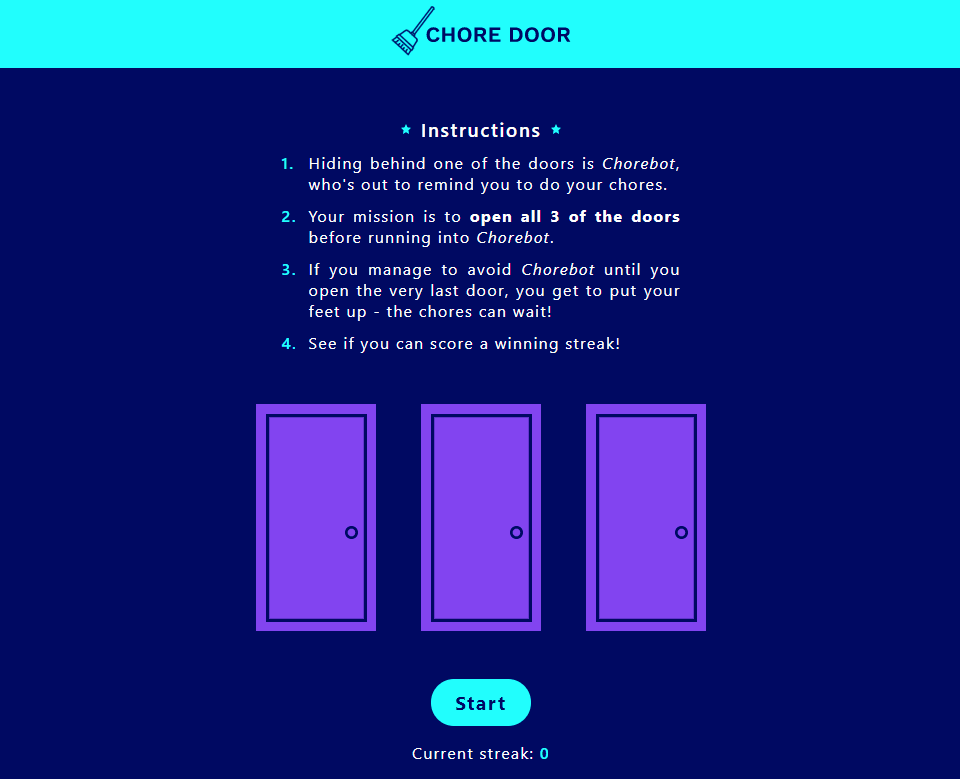 CHORE DOOR
Instructions
1. Hiding behind one of the doors is Chorebot,
who's out to remind you to do your chores.
2. Your mission is to open all 3 of the doors
before running into Chorebot.
3. If you manage to avoid Chorebot until you
open the very last door, you get to put your
feet up - the chores can wait!
4. See if you can score a winning streak!
Start
Current streak: 0